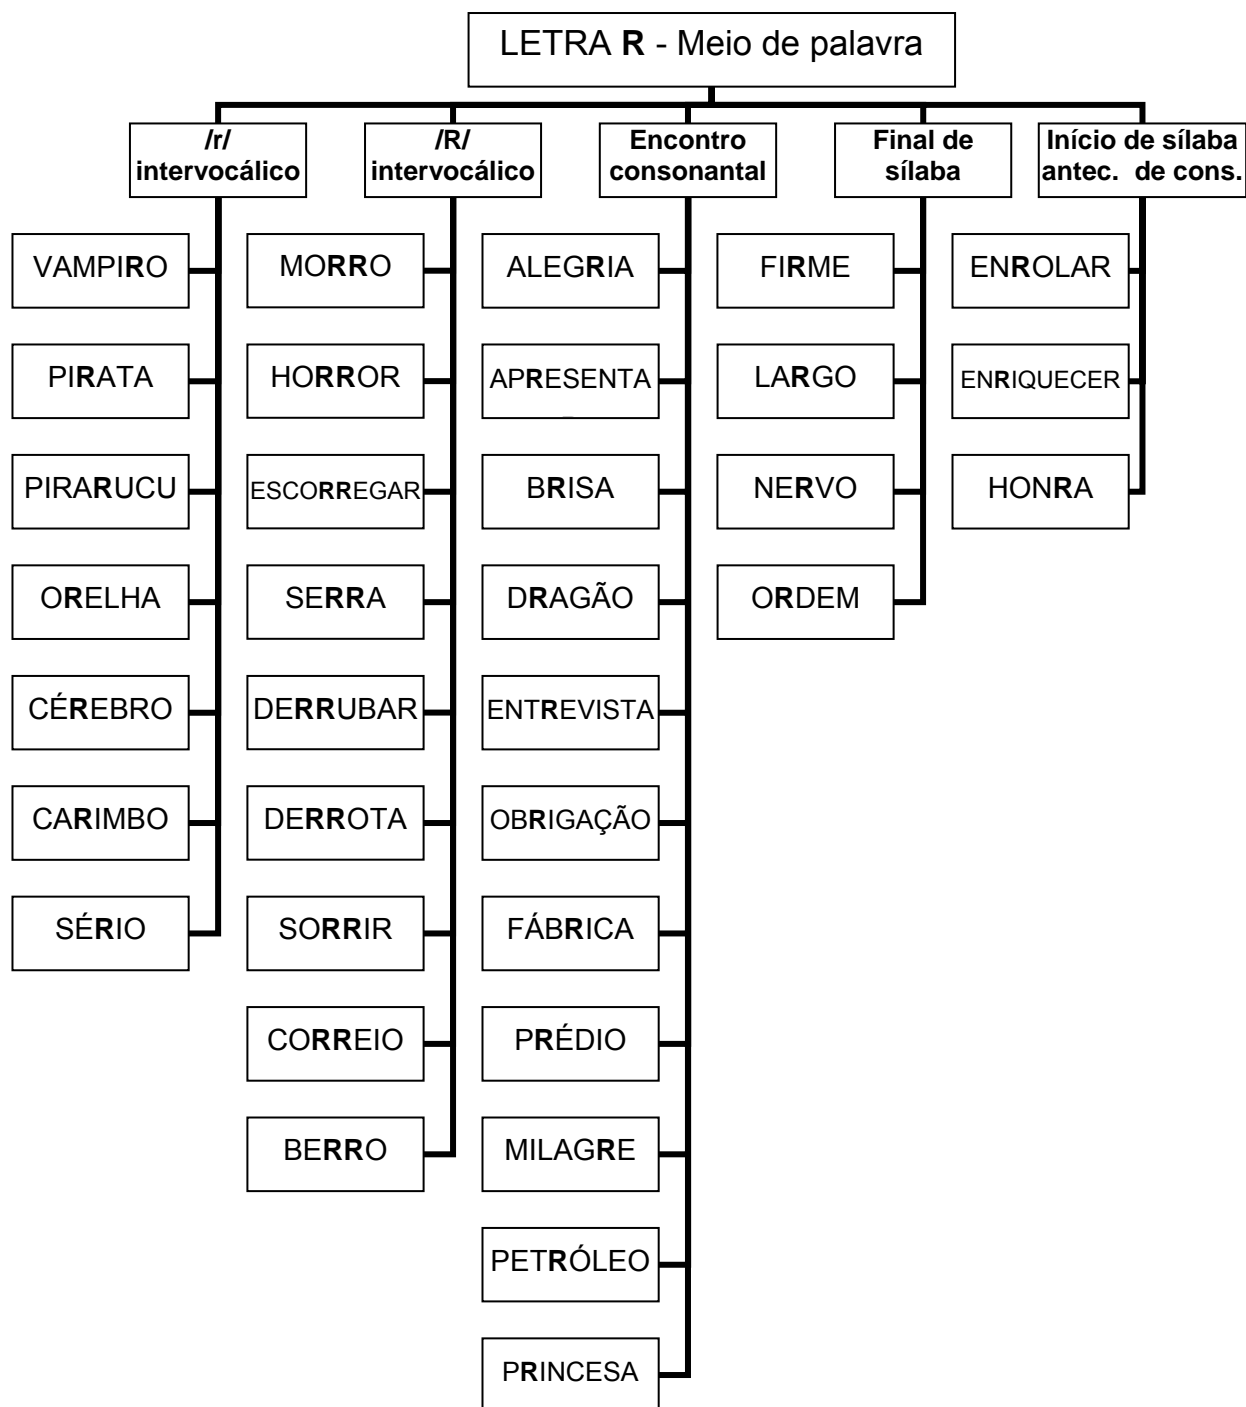 LETRA R - Meio de palavra
/r/
intervocálico
VAMPIRO
PIRATA
PIRARUCU
ORELHA
CÉREBRO
CARIMBO
SÉRIO
/R/
intervocálico
MORRO
HORROR
ESCORREGAR
SERRA
DERRUBAR
DERROTA
SORRIR
CORREIO
BERRO
Encontro
consonantal
ALEGRIA
APRESENTA
BRISA
DRAGÃO
ENTREVISTA
OBRIGAÇÃO
FÁBRICA
PRÉDIO
MILAGRE
PETRÓLEO
PRINCESA
Final de
sílaba
FIRME
LARGO
NERVO
ORDEM
Início de sílaba
antec. de cons.
ENROLAR
ENRIQUECER
HONRA